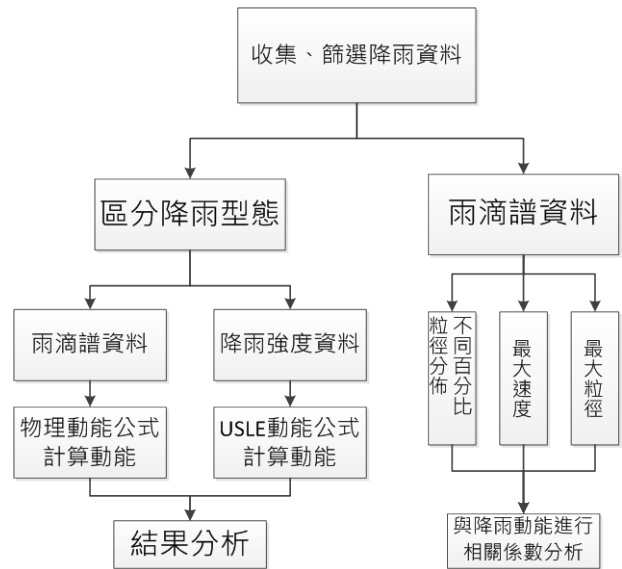 收集、篩選降雨資料
區分降雨型態
雨滴譜資料
雨滴譜資料
降雨強度資料
不同百分比
粒徑分佈
最大速度
最大粒徑
物理動能公式
計算動能
USLE動能公式
計算動能
結果分析
與降雨動能進行
相關係數分析